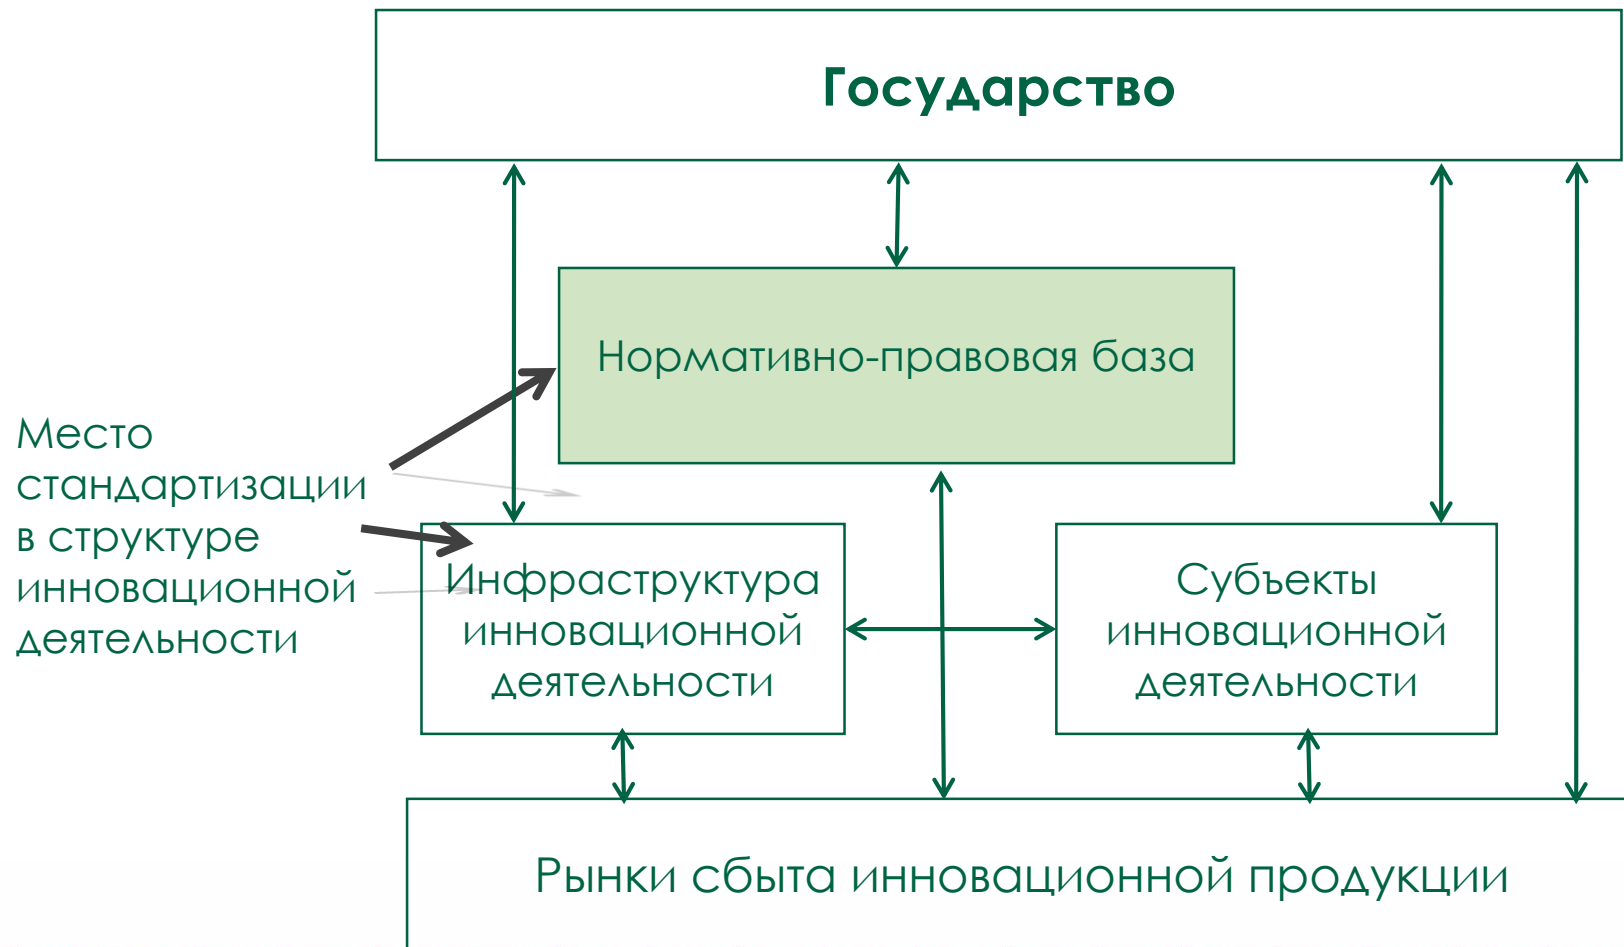 Государство
Нормативно-правовая база
Место
стандартизации
в структуре
инновационной
деятельности
Инфраструктура
инновационной
деятельности
Субъекты
инновационной
деятельности
Рынки сбыта инновационной продукции